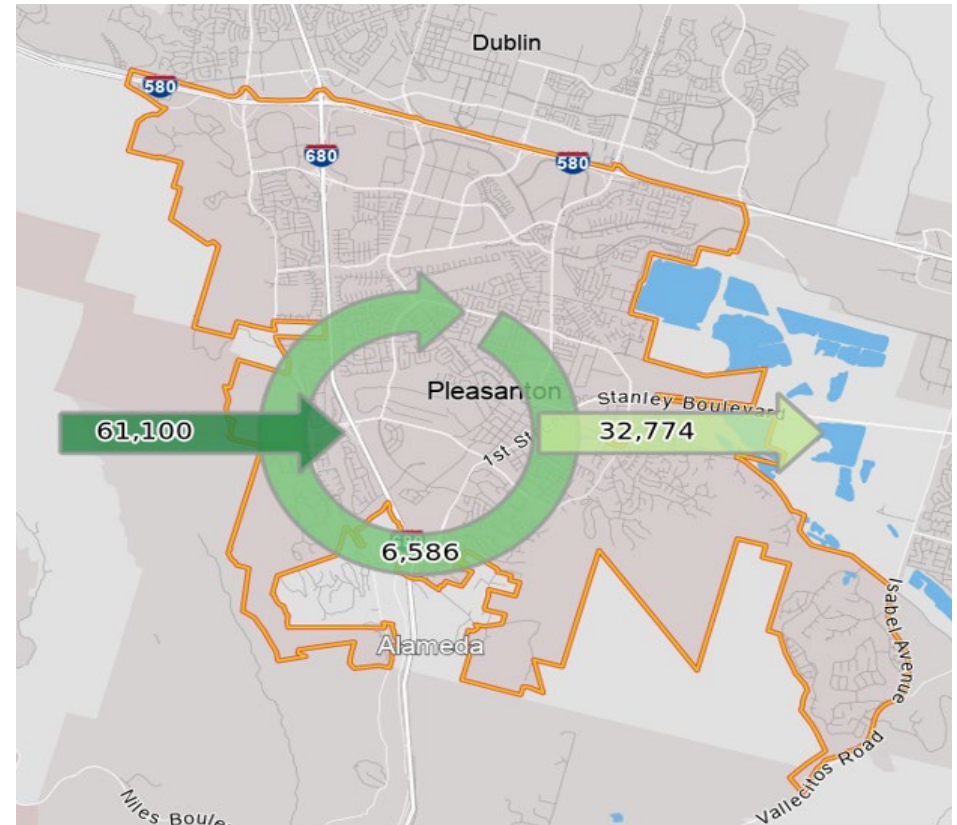 Dublin
580
680
580
Pleasanton
Stanley Boulevard
61,100
32,774
1st St
6,586
Alameda
Isabel Avenue
Vallecitos Road
Niles Boule